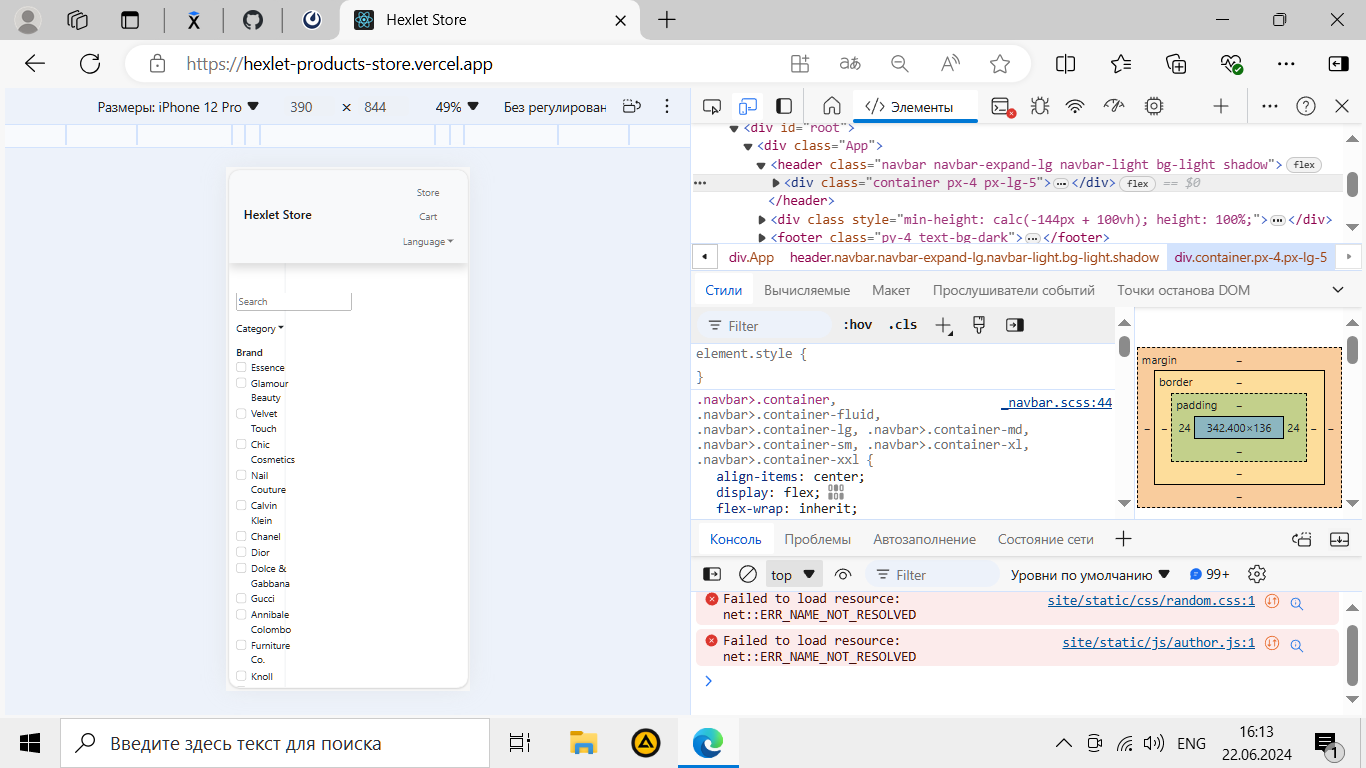 Hexlet Store
https://hexlet-products-store.vercel.app
Размеры: iPhone 12 Pro 390 × 844 49% Без регулирован
Store
Hexlet Store
Cart
Language
Search
Category
Brand
Essence
Glamour
Beauty
Velvet
Touch
Chic
Cosmetics
Nail
Couture
Calvin
Klein
Chanel
Dior
Dolce &
Gabbana
Gucci
Annibale
Colombo
Furniture
Co.
Knoll
Элементы
<div id="root">
<div class="App">
<header class="navbar navbar-expand-lg navbar-light bg-light shadow"> flex
<div class="container px-4 px-lg-5"> … </div> flex == $0
</header>
<div class style="min-height: calc(-144px + 100vh); height: 100%;"> … </div>
<footer class="py-4 text-bg-dark"> … </footer>
div.App header.navbar.navbar-expand-lg.navbar-light.bg-light.shadow div.container.px-4.px-lg-5
Стили Вычисляемые Макет Прослушиватели событий Точки останова DOM
Filter :hov .cls
element.style {
}
.navbar>.container, _navbar.scss:44
.navbar>.container-fluid,
.navbar>.container-lg, .navbar>.container-md,
.navbar>.container-sm, .navbar>.container-xl,
.navbar>.container-xxl {
align-items: center;
display: flex;
flex-wrap: inherit;
margin –
border –
padding –
– – 24 342.400×136 24 – –
–
–
–
Консоль Проблемы Автозаполнение Состояние сети
top Filter Уровни по умолчанию 99+
Failed to load resource: site/static/css/random.css:1
net::ERR_NAME_NOT_RESOLVED
Failed to load resource: site/static/js/author.js:1
net::ERR_NAME_NOT_RESOLVED
Введите здесь текст для поиска
ENG
16:13
22.06.2024
1